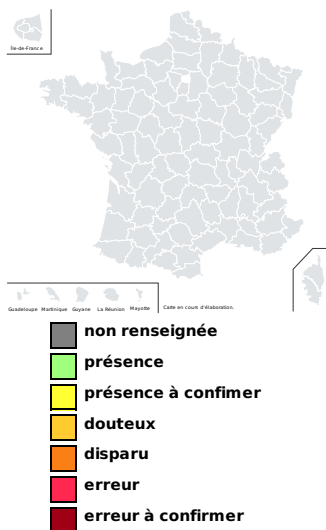 Île-de-France
Guadeloupe Martinique Guyane La Réunion Mayotte
Carte en cours d'élaboration.
non renseignée
présence
présence à confimer
douteux
disparu
erreur
erreur à confirmer